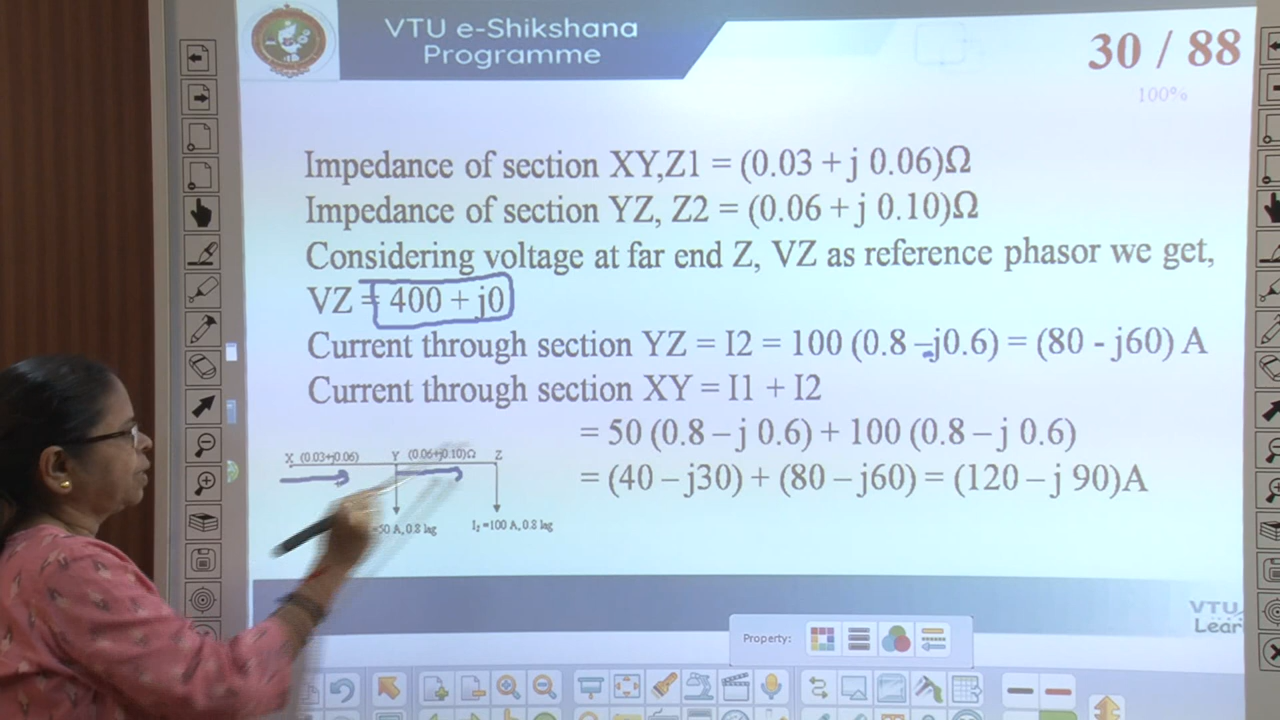 VTU e-Shikshana
Programme
30 / 88
100%
Impedance of section XY,Z1 = (0.03 + j 0.06)Ω
Impedance of section YZ, Z2 = (0.06 + j 0.10)Ω
Considering voltage at far end Z, VZ as reference phasor we get,
VZ = 400 + j0
Current through section YZ = I2 = 100 (0.8 – j0.6) = (80 - j60) A
Current through section XY = I1 + I2
= 50 (0.8 – j 0.6) + 100 (0.8 – j 0.6)
= (40 – j30) + (80 – j60) = (120 – j 90)A
X (0.03+j0.06) Y (0.06+j0.10)Ω Z
=50 A, 0.8 lag I₂ =100 A, 0.8 lag
VTU
Lear
Property: